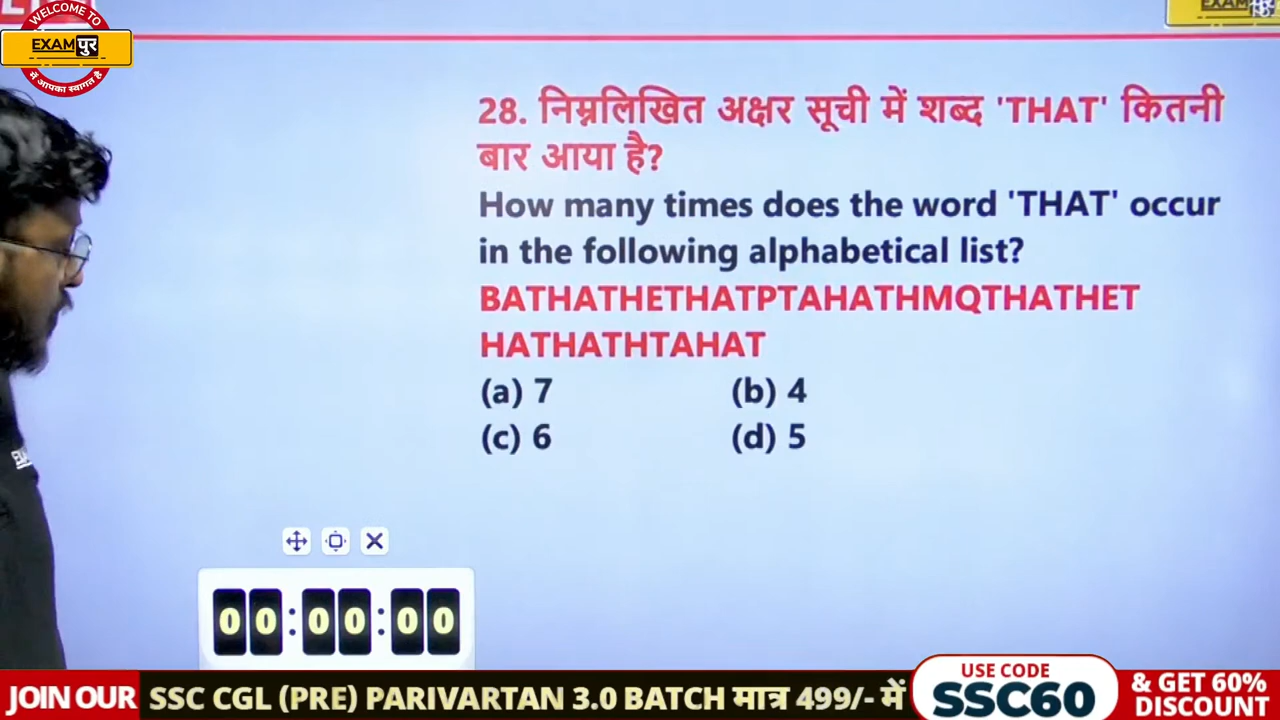 WELCOME TO
EXAMपुर
में आपका स्वागत है
28. निम्नलिखित अक्षर सूची में शब्द 'THAT' कितनी
बार आया है?
How many times does the word 'THAT' occur
in the following alphabetical list?
BATHATHETHATPTAHATHMQTHATHET
HATHATHTAHAT
(a) 7 (b) 4
(c) 6 (d) 5
00:00:00
JOIN OUR SSC CGL (PRE) PARIVARTAN 3.0 BATCH मात्र 499/- में
USE CODE
SSC60
& GET 60%
DISCOUNT